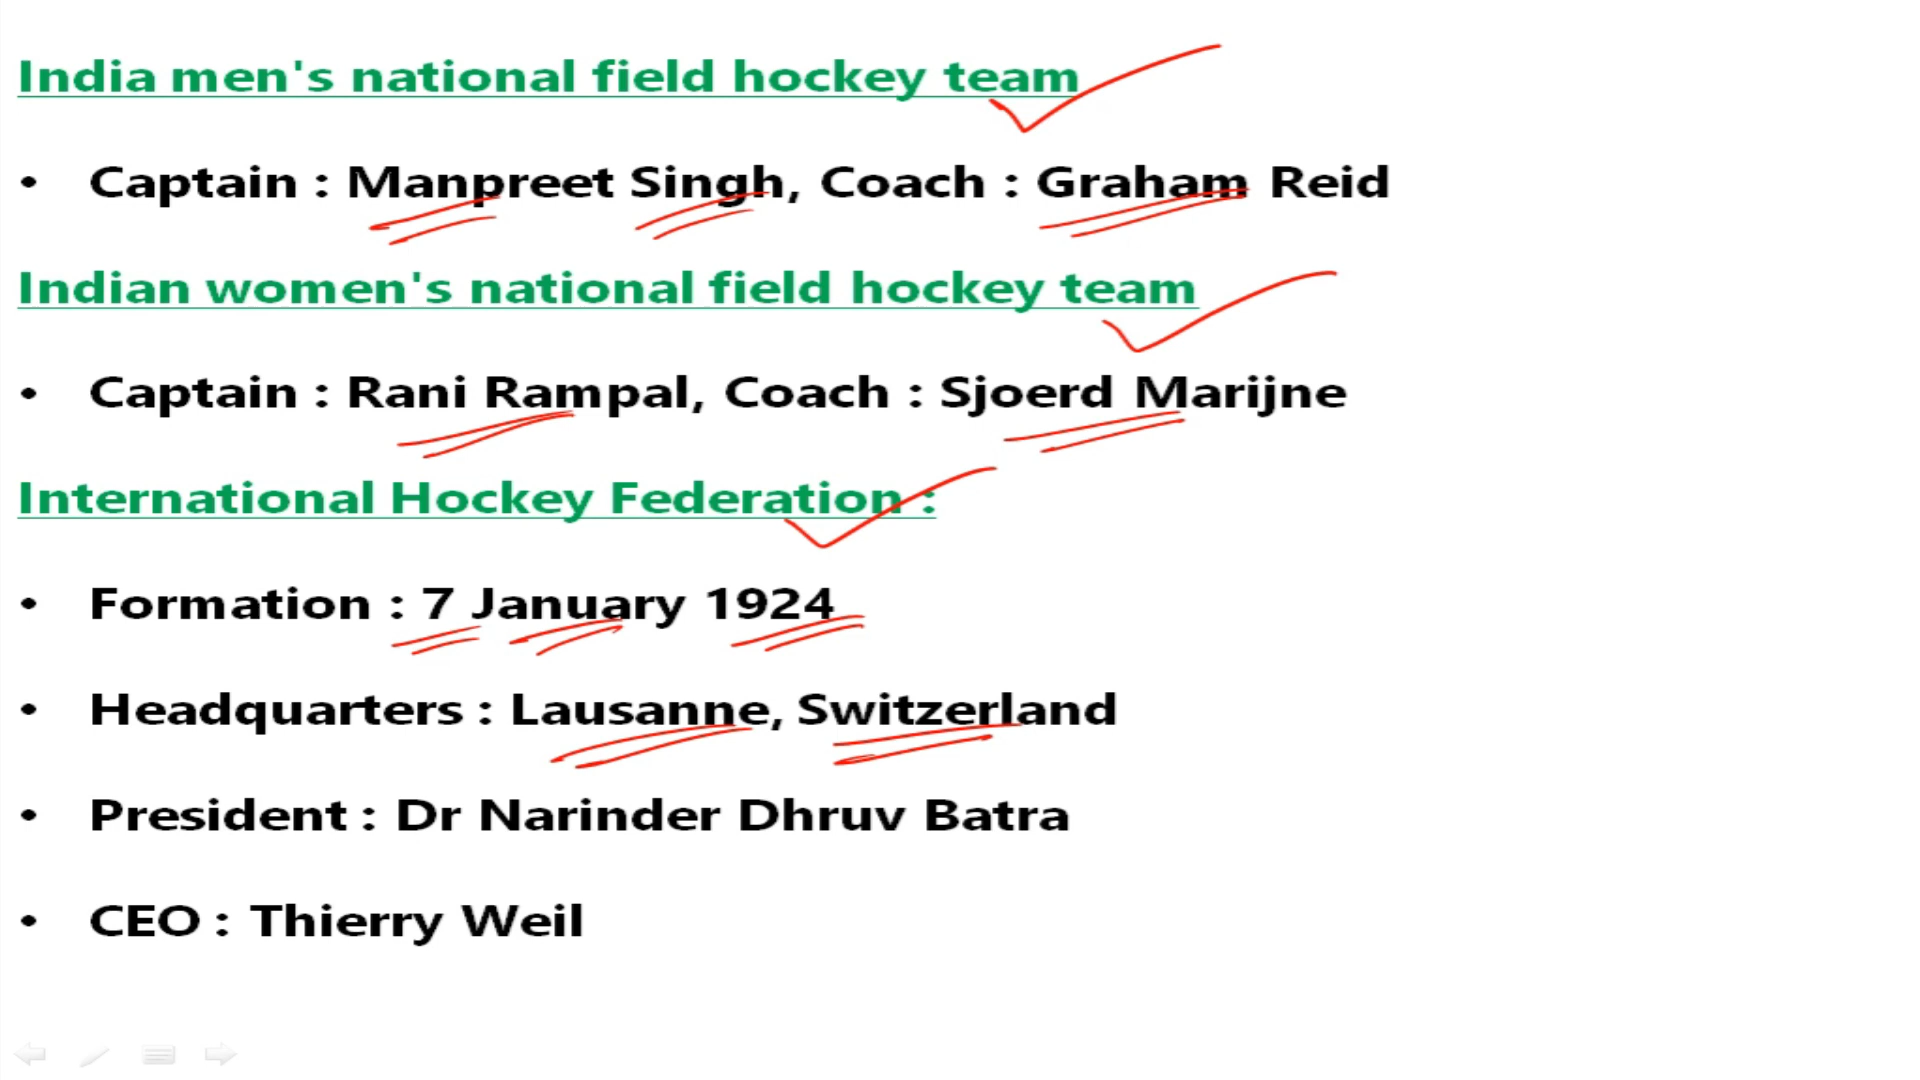 India men's national field hockey team
• Captain : Manpreet Singh, Coach : Graham Reid
Indian women's national field hockey team
• Captain : Rani Rampal, Coach : Sjoerd Marijne
International Hockey Federation :
• Formation : 7 January 1924
• Headquarters : Lausanne, Switzerland
• President : Dr Narinder Dhruv Batra
• CEO : Thierry Weil